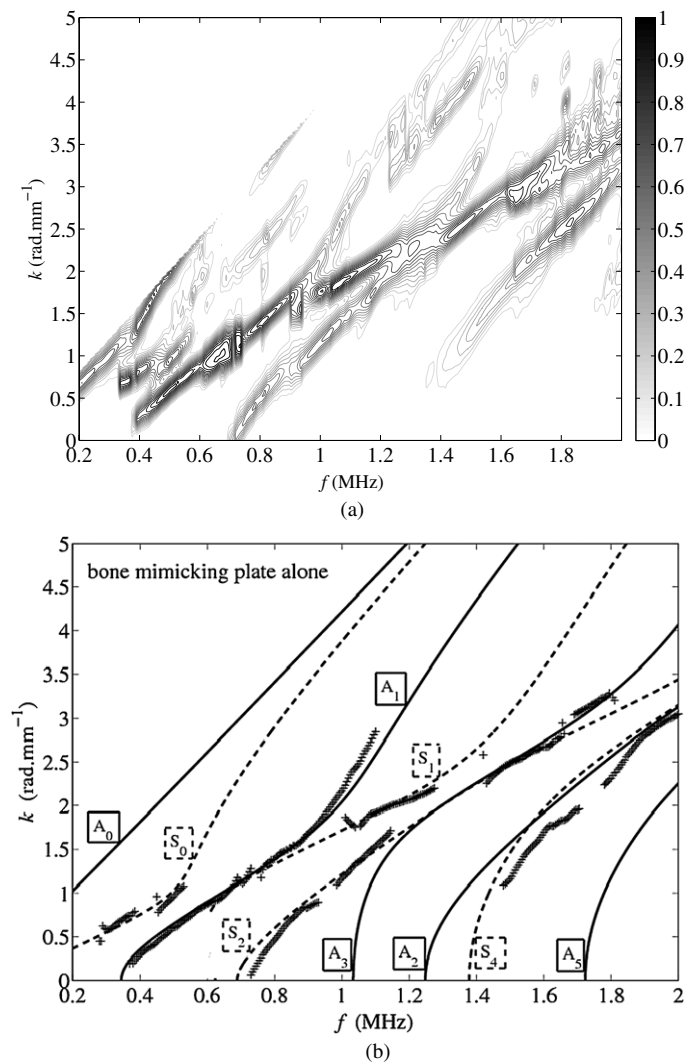 5
4.5
4
3.5
3
2.5
2
1.5
1
0.5
0
k (rad.mm⁻¹)
0.2 0.4 0.6 0.8 1 1.2 1.4 1.6 1.8
f (MHz)
1
0.9
0.8
0.7
0.6
0.5
0.4
0.3
0.2
0.1
0
(a)
5
4.5
4
3.5
3
2.5
2
1.5
1
0.5
0
k (rad.mm⁻¹)
bone mimicking plate alone
A₁
S₁
A₀
S₀
S₂
A₃
A₂
S₄
A₅
0.2 0.4 0.6 0.8 1 1.2 1.4 1.6 1.8 2
f (MHz)
(b)